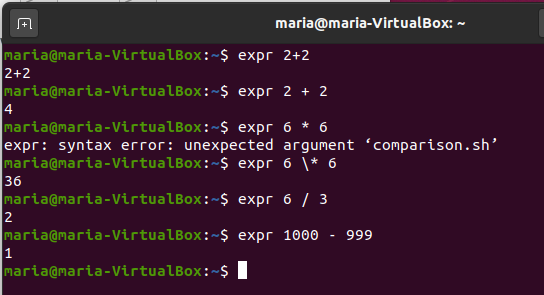 maria@maria-VirtualBox: ~
maria@maria-VirtualBox:~$ expr 2+2
2+2
maria@maria-VirtualBox:~$ expr 2 + 2
4
maria@maria-VirtualBox:~$ expr 6 * 6
expr: syntax error: unexpected argument ‘comparison.sh’
maria@maria-VirtualBox:~$ expr 6 \* 6
36
maria@maria-VirtualBox:~$ expr 6 / 3
2
maria@maria-VirtualBox:~$ expr 1000 - 999
1
maria@maria-VirtualBox:~$